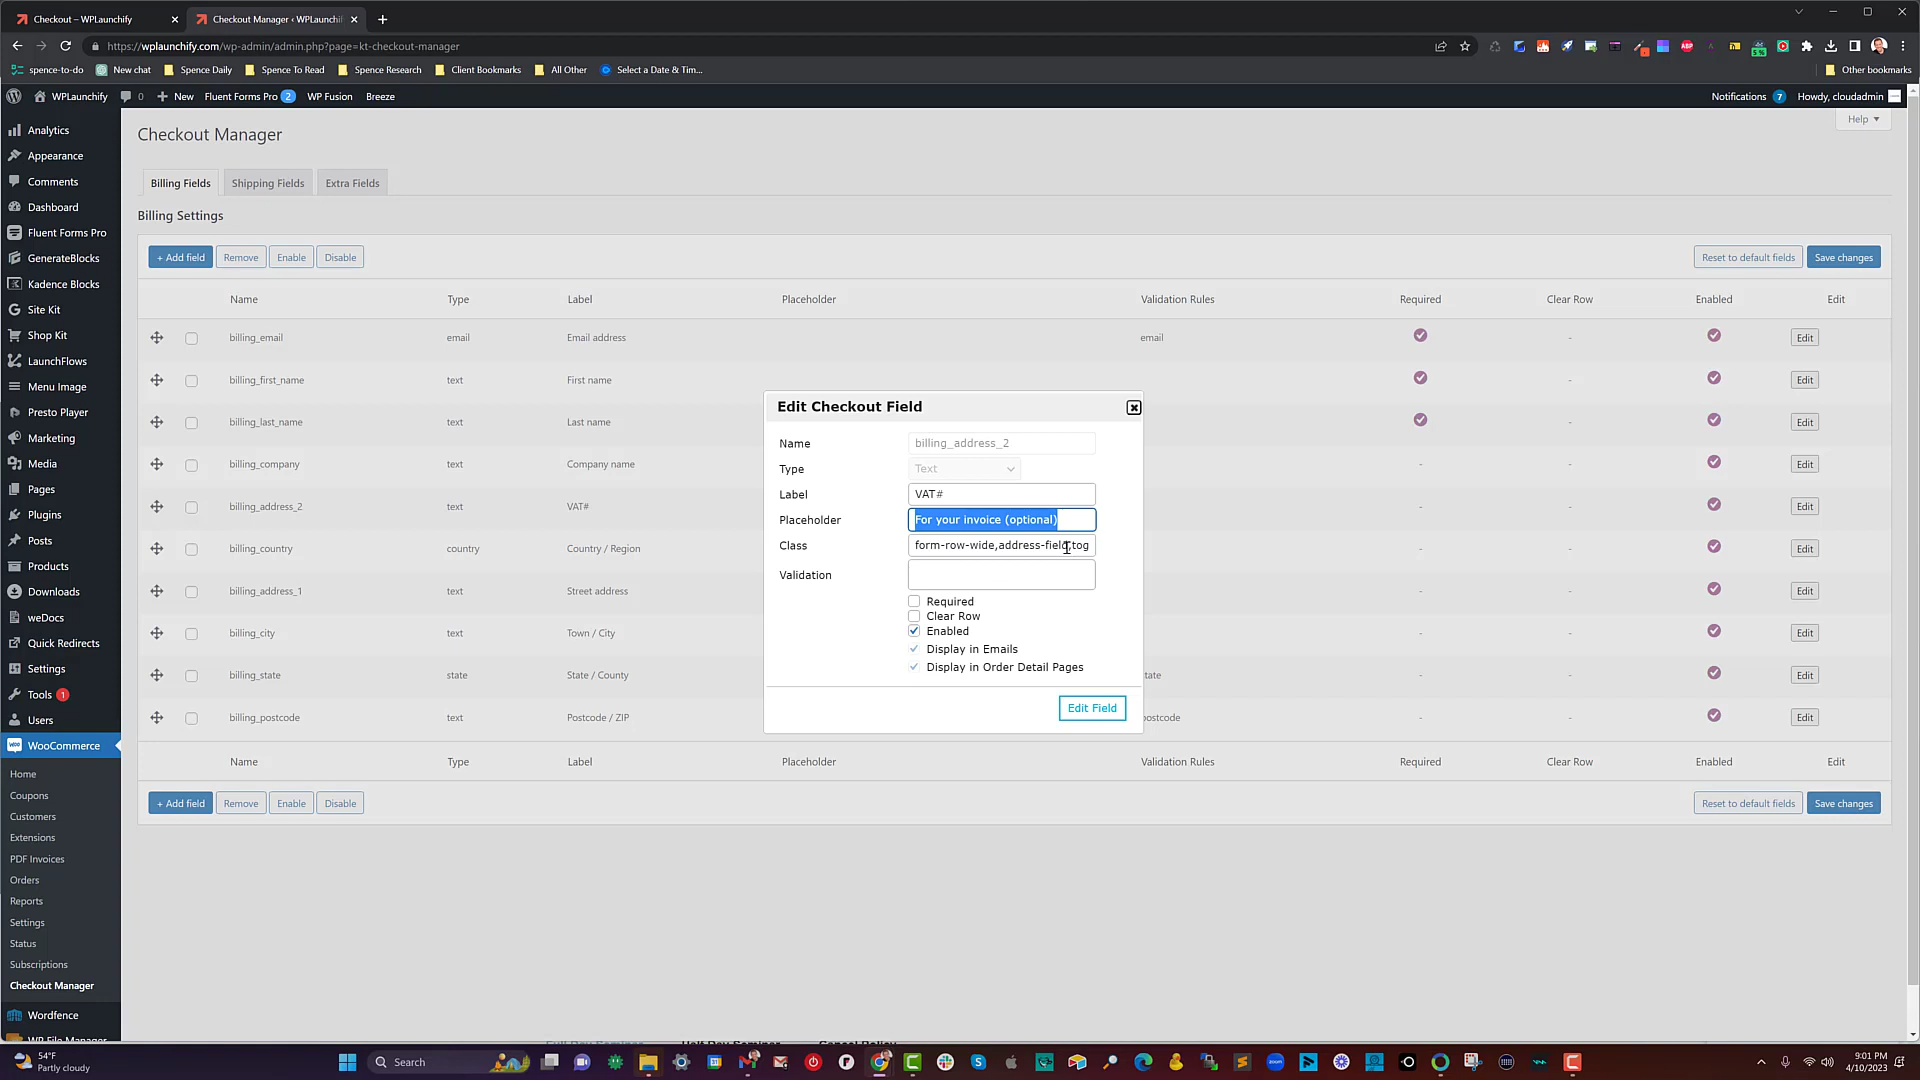 Checkout – WPLaunchify
Checkout Manager ‹ WPLaunchify
https://wplaunchify.com/wp-admin/admin.php?page=kt-checkout-manager
spence-to-do
New chat
Spence Daily
Spence To Read
Spence Research
Client Bookmarks
All Other
Select a Date & Tim...
Other bookmarks
WPLaunchify
0
New
Fluent Forms Pro 2
WP Fusion
Breeze
Notifications 7
Howdy, cloudadmin
Analytics
Appearance
Comments
Dashboard
Fluent Forms Pro
GenerateBlocks
Kadence Blocks
Site Kit
Shop Kit
LaunchFlows
Menu Image
Presto Player
Marketing
Media
Pages
Plugins
Posts
Products
Downloads
weDocs
Quick Redirects
Settings
Tools 1
Users
WooCommerce
Home
Coupons
Customers
Extensions
PDF Invoices
Orders
Reports
Settings
Status
Subscriptions
Checkout Manager
Wordfence
WP File Manager
Checkout Manager
Help
Billing Fields
Shipping Fields
Extra Fields
Billing Settings
+ Add field
Remove
Enable
Disable
Reset to default fields
Save changes
Name Type Label Placeholder Validation Rules Required Clear Row Enabled Edit
billing_email email Email address email - Edit
billing_first_name text First name - Edit
billing_last_name text Last name - Edit
billing_company text Company name - - Edit
billing_address_2 text VAT# - - Edit
billing_country country Country / Region - - Edit
billing_address_1 text Street address - - Edit
billing_city text Town / City - - Edit
billing_state state State / County tate - - Edit
billing_postcode text Postcode / ZIP ostcode - - Edit
Name Type Label Placeholder Validation Rules Required Clear Row Enabled Edit
+ Add field
Remove
Enable
Disable
Reset to default fields
Save changes
Edit Checkout Field
Name billing_address_2
Type Text
Label VAT#
Placeholder For your invoice (optional)
Class form-row-wide,address-field,tog
Validation
Required
Clear Row
Enabled
Display in Emails
Display in Order Detail Pages
Edit Field
54°F
Partly cloudy
Search
9:01 PM
4/10/2023